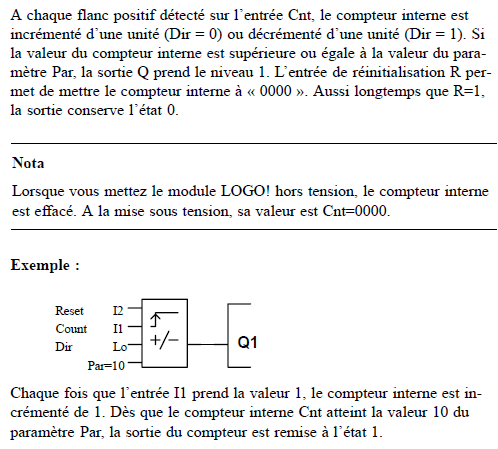 A chaque flanc positif détecté sur l'entrée Cnt, le compteur interne est
incrémenté d'une unité (Dir = 0) ou décrémenté d'une unité (Dir = 1). Si
la valeur du compteur interne est supérieure ou égale à la valeur du para-
mètre Par, la sortie Q prend le niveau 1. L'entrée de réinitialisation R per-
met de mettre le compteur interne à « 0000 ». Aussi longtemps que R=1,
la sortie conserve l'état 0.
Nota
Lorsque vous mettez le module LOGO! hors tension, le compteur interne
est effacé. A la mise sous tension, sa valeur est Cnt=0000.
Exemple :
Reset I2
Count I1
Dir Lo +/– Q1
Par=10
Chaque fois que l'entrée I1 prend la valeur 1, le compteur interne est in-
crémenté de 1. Dès que le compteur interne Cnt atteint la valeur 10 du
paramètre Par, la sortie du compteur est remise à l'état 1.